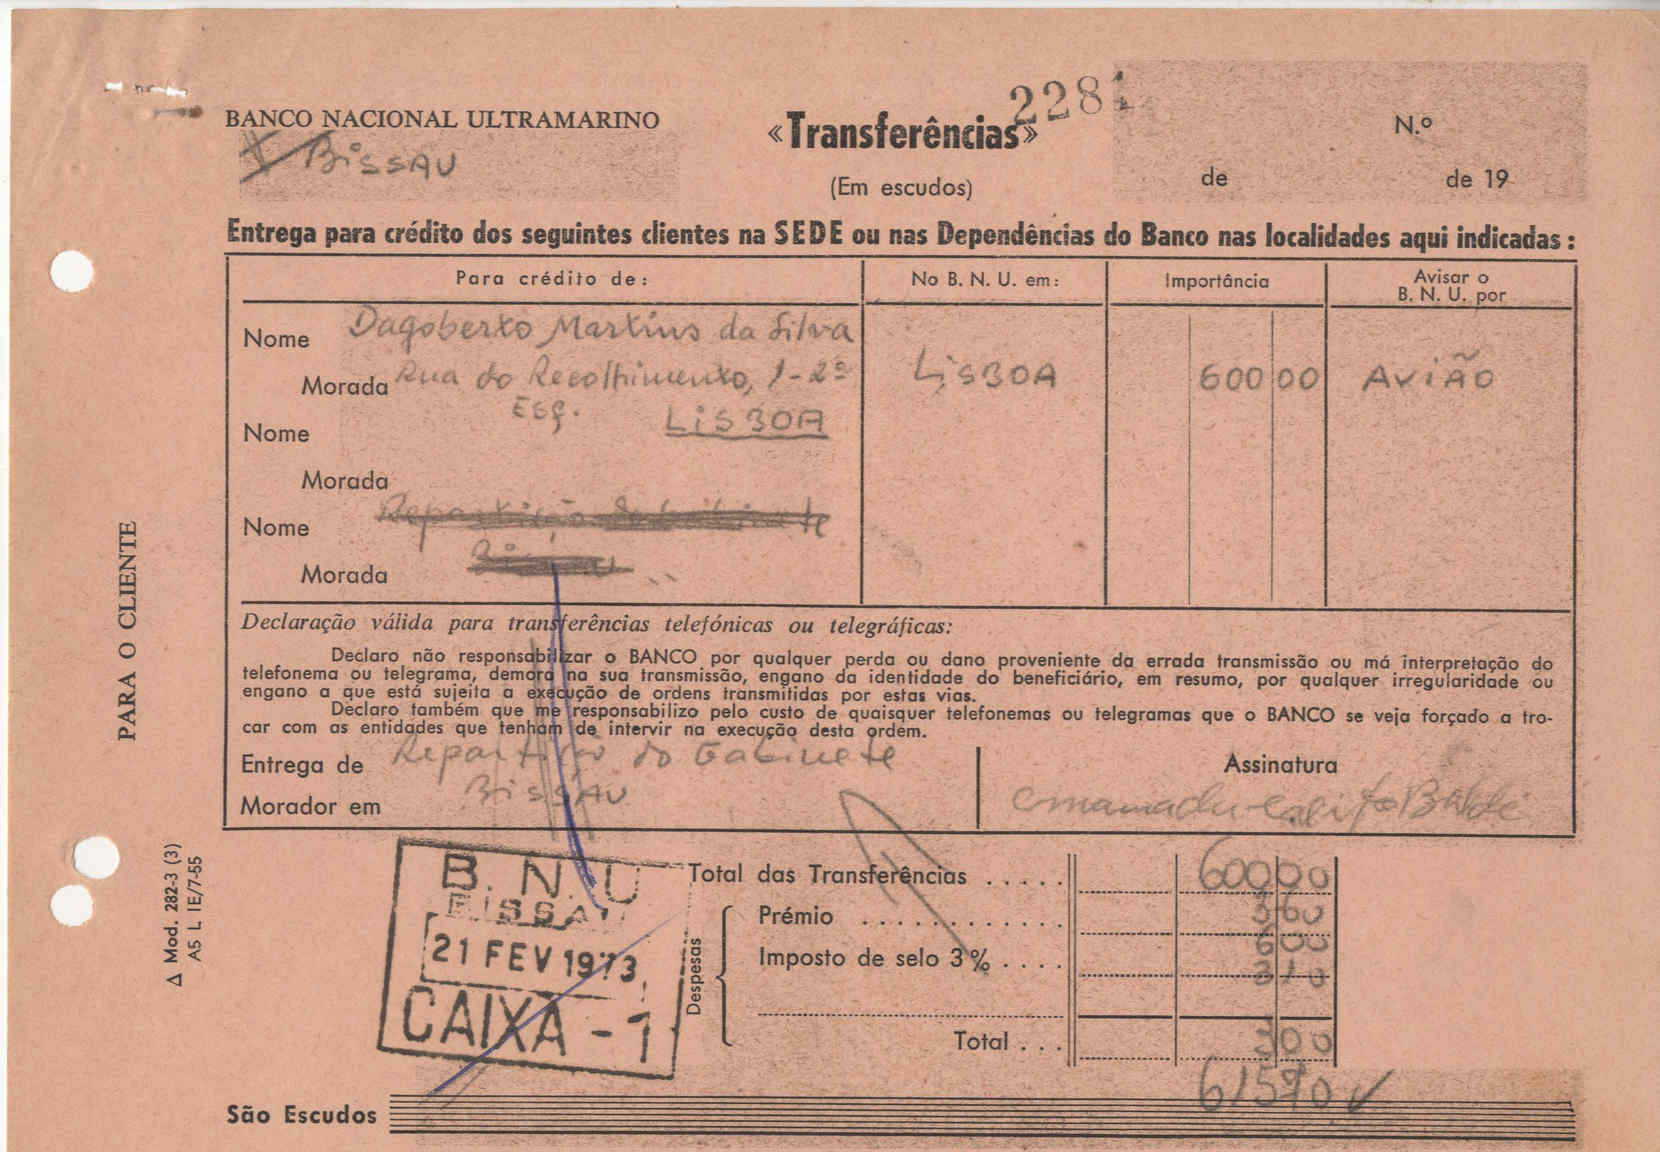 BANCO NACIONAL ULTRAMARINO
Bissau
«Transferências»
2281
(Em escudos)
N.º
de de 19
Entrega para crédito dos seguintes clientes na SEDE ou nas Dependências do Banco nas localidades aqui indicadas:
Para crédito de: No B. N. U. em: Importância Avisar o B. N. U. por
Nome Dagoberto Martins da Silva
Morada Rua do Recolhimento, 1-2º LISBOA 600 00 AVIÃO
Esq. LISBOA
Nome
Morada
Nome Repartição do Gabinete
Morada
Declaração válida para transferências telefónicas ou telegráficas:
Declaro não responsabilizar o BANCO por qualquer perda ou dano proveniente da errada transmissão ou má interpretação do
telefonema ou telegrama, demora na sua transmissão, engano da identidade do beneficiário, em resumo, por qualquer irregularidade ou
engano a que está sujeita a execução de ordens transmitidas por estas vias.
Declaro também que me responsabilizo pelo custo de quaisquer telefonemas ou telegramas que o BANCO se veja forçado a tro-
car com as entidades que tenham de intervir na execução desta ordem.
Entrega de Repartição do Gabinete
Morador em Bissau
Assinatura
Baldé
PARA O CLIENTE
Δ Mod. 282-3 (3)
A5 L IE/7-55
B. N. U
BISSAU
21 FEV 1973
CAIXA - 1
Total das Transferências ..... 600 00
Despesas
Prémio ........... 3 60
6 00
Imposto de selo 3% .... 3 10
Total ... 3 00
615 70
São Escudos